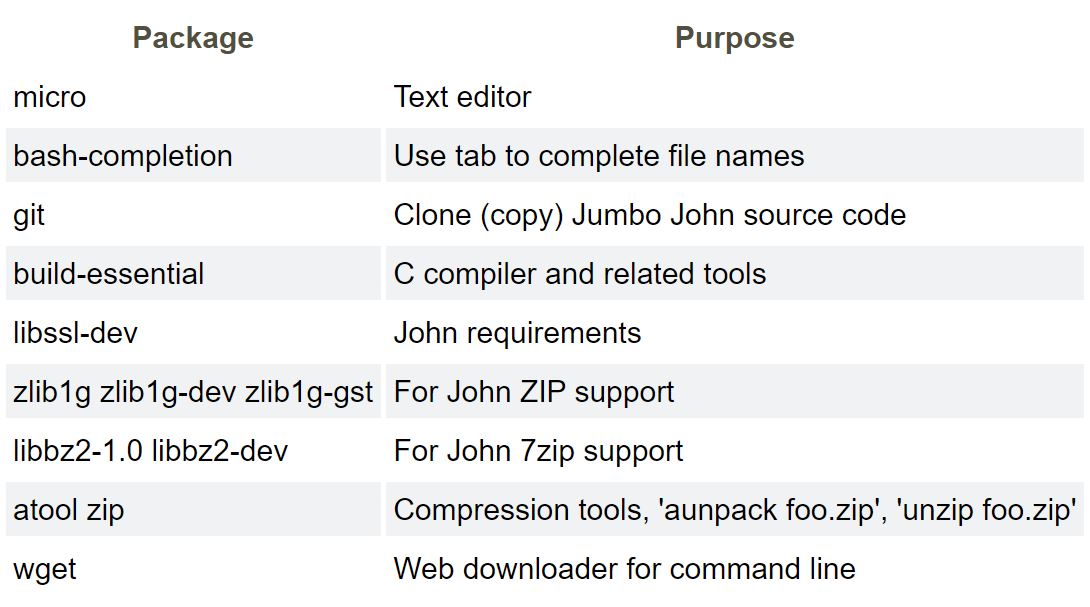 Package Purpose
micro Text editor
bash-completion Use tab to complete file names
git Clone (copy) Jumbo John source code
build-essential C compiler and related tools
libssl-dev John requirements
zlib1g zlib1g-dev zlib1g-gst For John ZIP support
libbz2-1.0 libbz2-dev For John 7zip support
atool zip Compression tools, 'aunpack foo.zip', 'unzip foo.zip'
wget Web downloader for command line